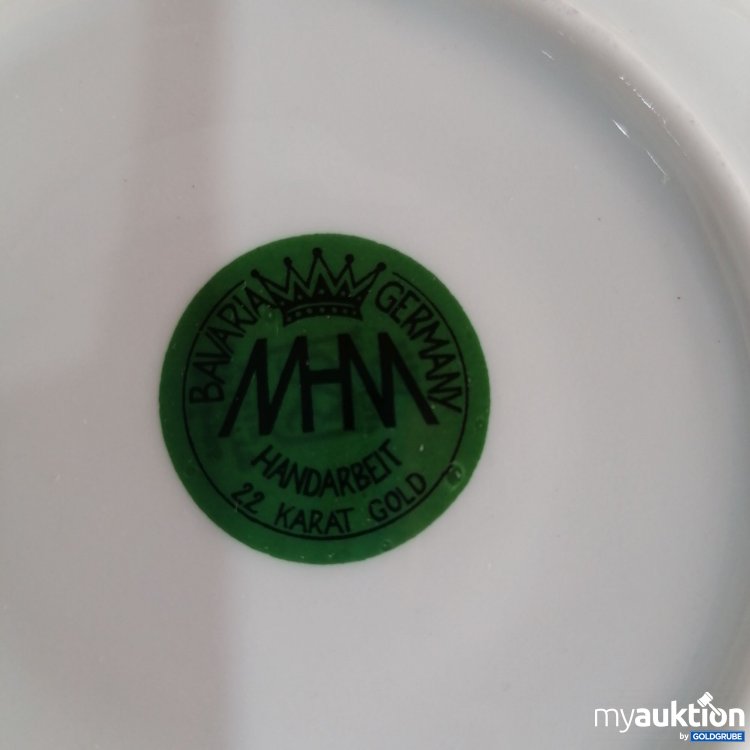 BAVARIA GERMANY
MHM
HANDARBEIT
22 KARAT GOLD
myauktion
by GOLDGRUBE